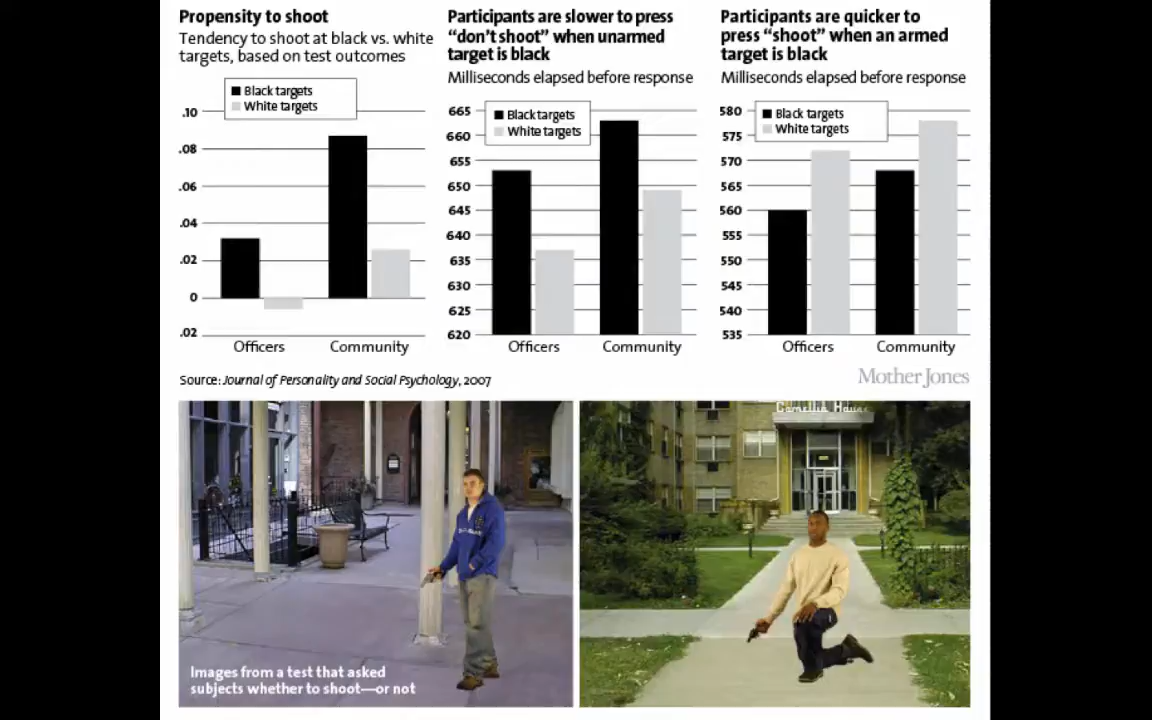 Propensity to shoot
Tendency to shoot at black vs. white
targets, based on test outcomes
Black targets
White targets
.10
.08
.06
.04
.02
0
.02
Officers
Community
Participants are slower to press
“don’t shoot” when unarmed
target is black
Milliseconds elapsed before response
Black targets
White targets
665
660
655
650
645
640
635
630
625
620
Officers
Community
Participants are quicker to
press “shoot” when an armed
target is black
Milliseconds elapsed before response
Black targets
White targets
580
575
570
565
560
555
550
545
540
535
Officers
Community
Source: Journal of Personality and Social Psychology, 2007
Mother Jones
Camellia House
Images from a test that asked
subjects whether to shoot—or not